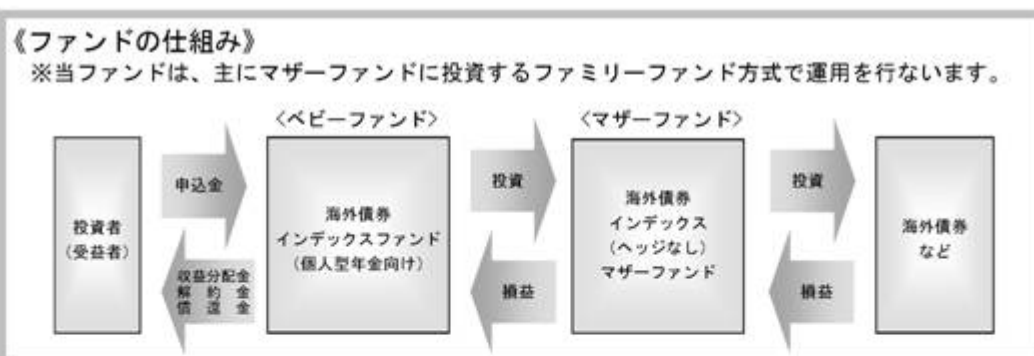 《ファンドの仕組み》
※当ファンドは、主にマザーファンドに投資するファミリーファンド方式で運用を行ないます。
〈ベビーファンド〉
〈マザーファンド〉
投資者
（受益者）
申込金
収益分配金
解約金
償還金
海外債券
インデックスファンド
（個人型年金向け）
投資
損益
海外債券
インデックス
（ヘッジなし）
マザーファンド
投資
損益
海外債券
など